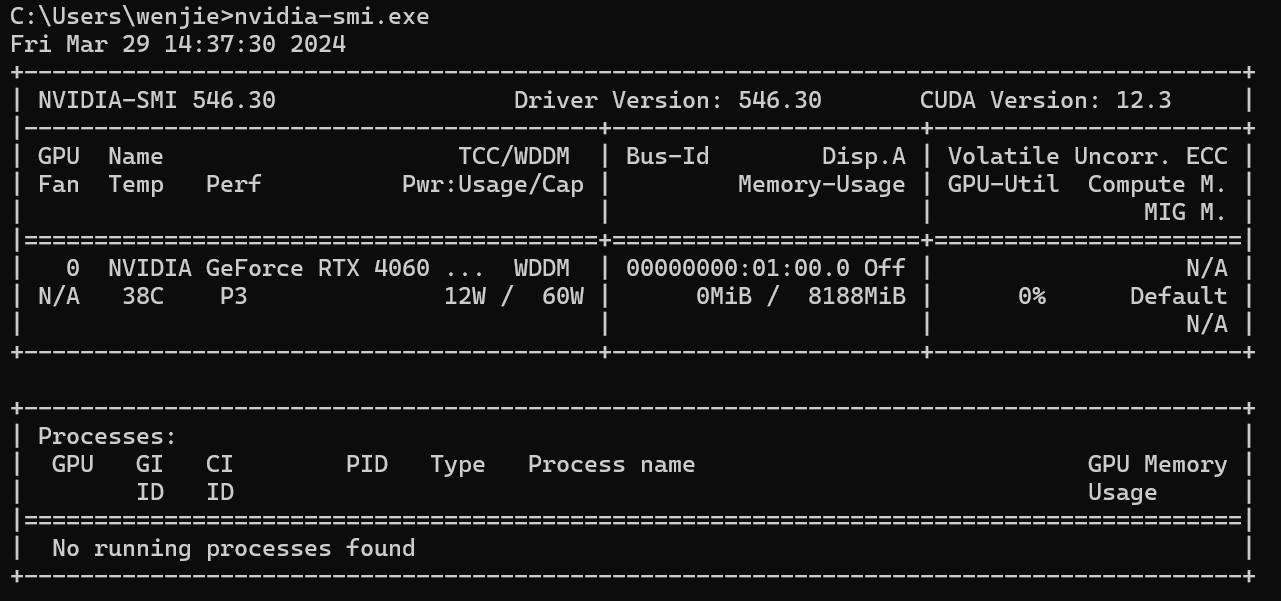 C:\Users\wenjie>nvidia-smi.exe
Fri Mar 29 14:37:30 2024
+---------------------------------------------------------------------------------------+
| NVIDIA-SMI 546.30                 Driver Version: 546.30       CUDA Version: 12.3     |
|-----------------------------------------+----------------------+----------------------+
| GPU  Name                     TCC/WDDM  | Bus-Id        Disp.A | Volatile Uncorr. ECC |
| Fan  Temp   Perf          Pwr:Usage/Cap |         Memory-Usage | GPU-Util  Compute M. |
|                                         |                      |               MIG M. |
|=========================================+======================+======================|
|   0  NVIDIA GeForce RTX 4060 ...  WDDM  | 00000000:01:00.0 Off |                  N/A |
| N/A   38C    P3                12W /  60W |      0MiB /  8188MiB |      0%      Default |
|                                         |                      |                  N/A |
+-----------------------------------------+----------------------+----------------------+

+---------------------------------------------------------------------------------------+
| Processes:                                                                            |
|  GPU   GI   CI        PID   Type   Process name                            GPU Memory |
|        ID   ID                                                             Usage      |
|=======================================================================================|
|  No running processes found                                                           |
+---------------------------------------------------------------------------------------+